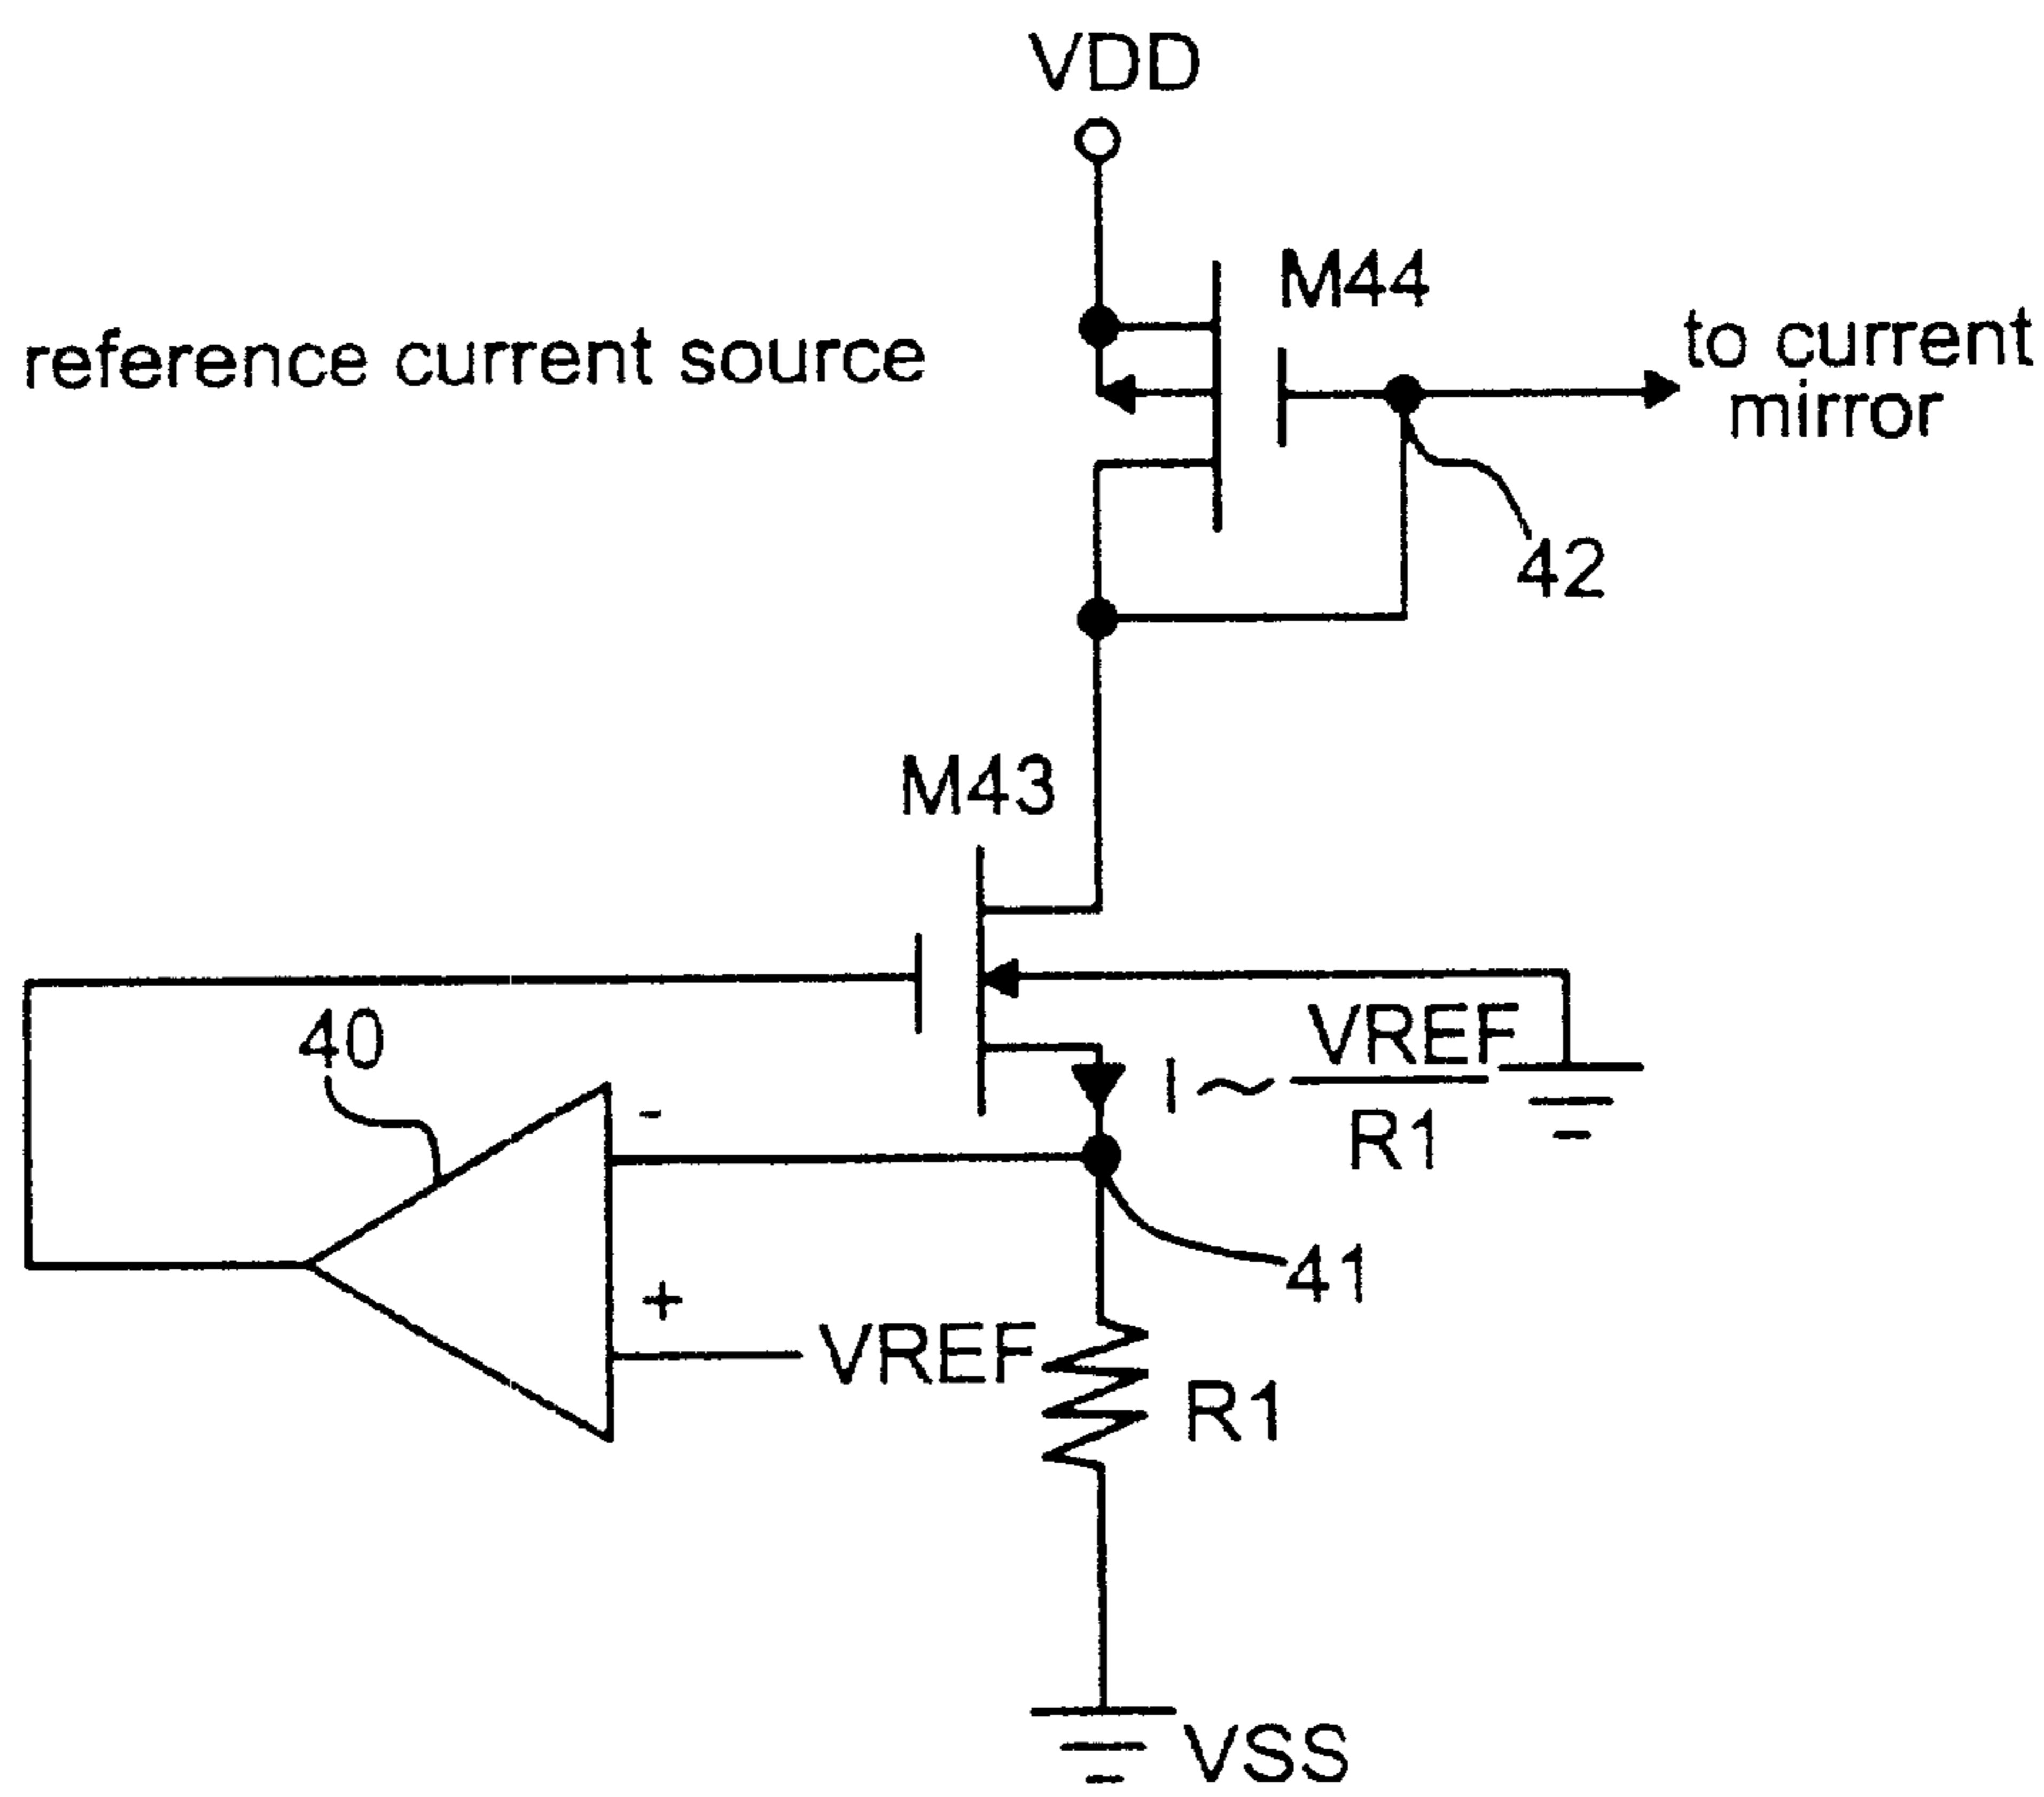 VDD
M44
reference current source
to current
mirror
42
M43
40
I ~ VREF
R1
-
41
+
VREF
R1
VSS